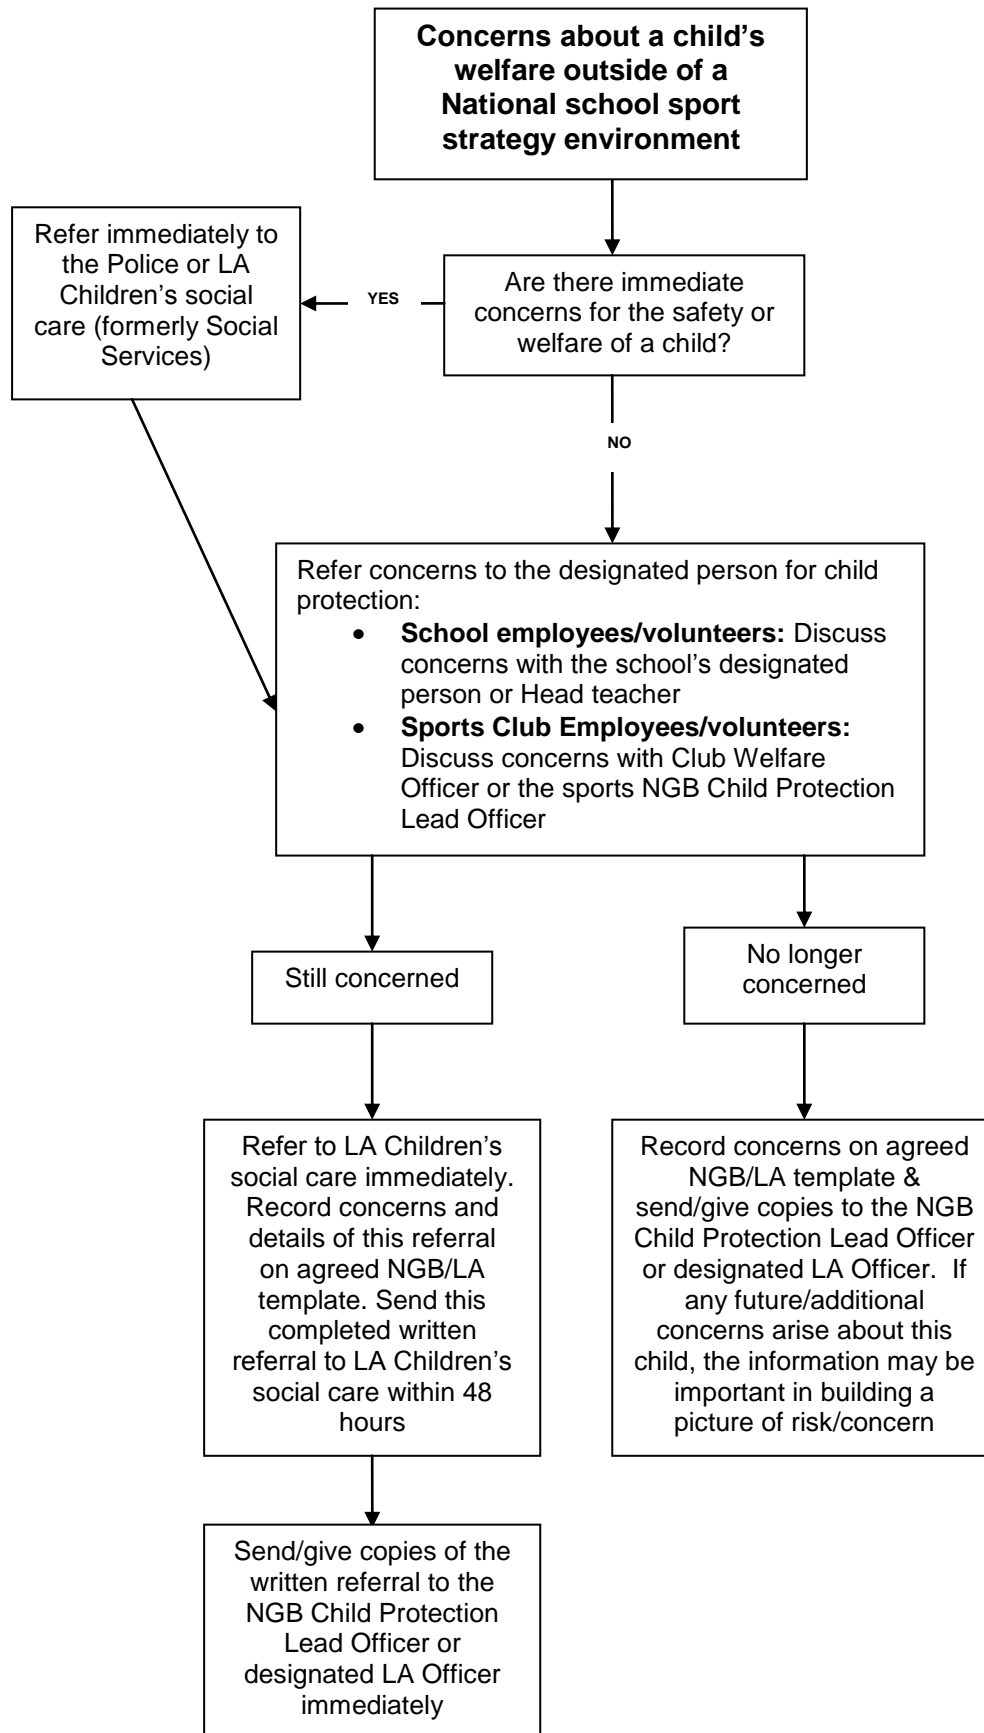 Concerns about a child's
welfare outside of a
National school sport
strategy environment
Refer immediately to
the Police or LA
Children's social
care (formerly Social
Services)
YES
Are there immediate
concerns for the safety or
welfare of a child?
NO
Refer concerns to the designated person for child
protection:
• School employees/volunteers: Discuss
concerns with the school's designated
person or Head teacher
• Sports Club Employees/volunteers:
Discuss concerns with Club Welfare
Officer or the sports NGB Child Protection
Lead Officer
Still concerned
No longer
concerned
Refer to LA Children's
social care immediately.
Record concerns and
details of this referral
on agreed NGB/LA
template. Send this
completed written
referral to LA Children's
social care within 48
hours
Record concerns on agreed
NGB/LA template &
send/give copies to the NGB
Child Protection Lead Officer
or designated LA Officer.  If
any future/additional
concerns arise about this
child, the information may be
important in building a
picture of risk/concern
Send/give copies of the
written referral to the
NGB Child Protection
Lead Officer or
designated LA Officer
immediately